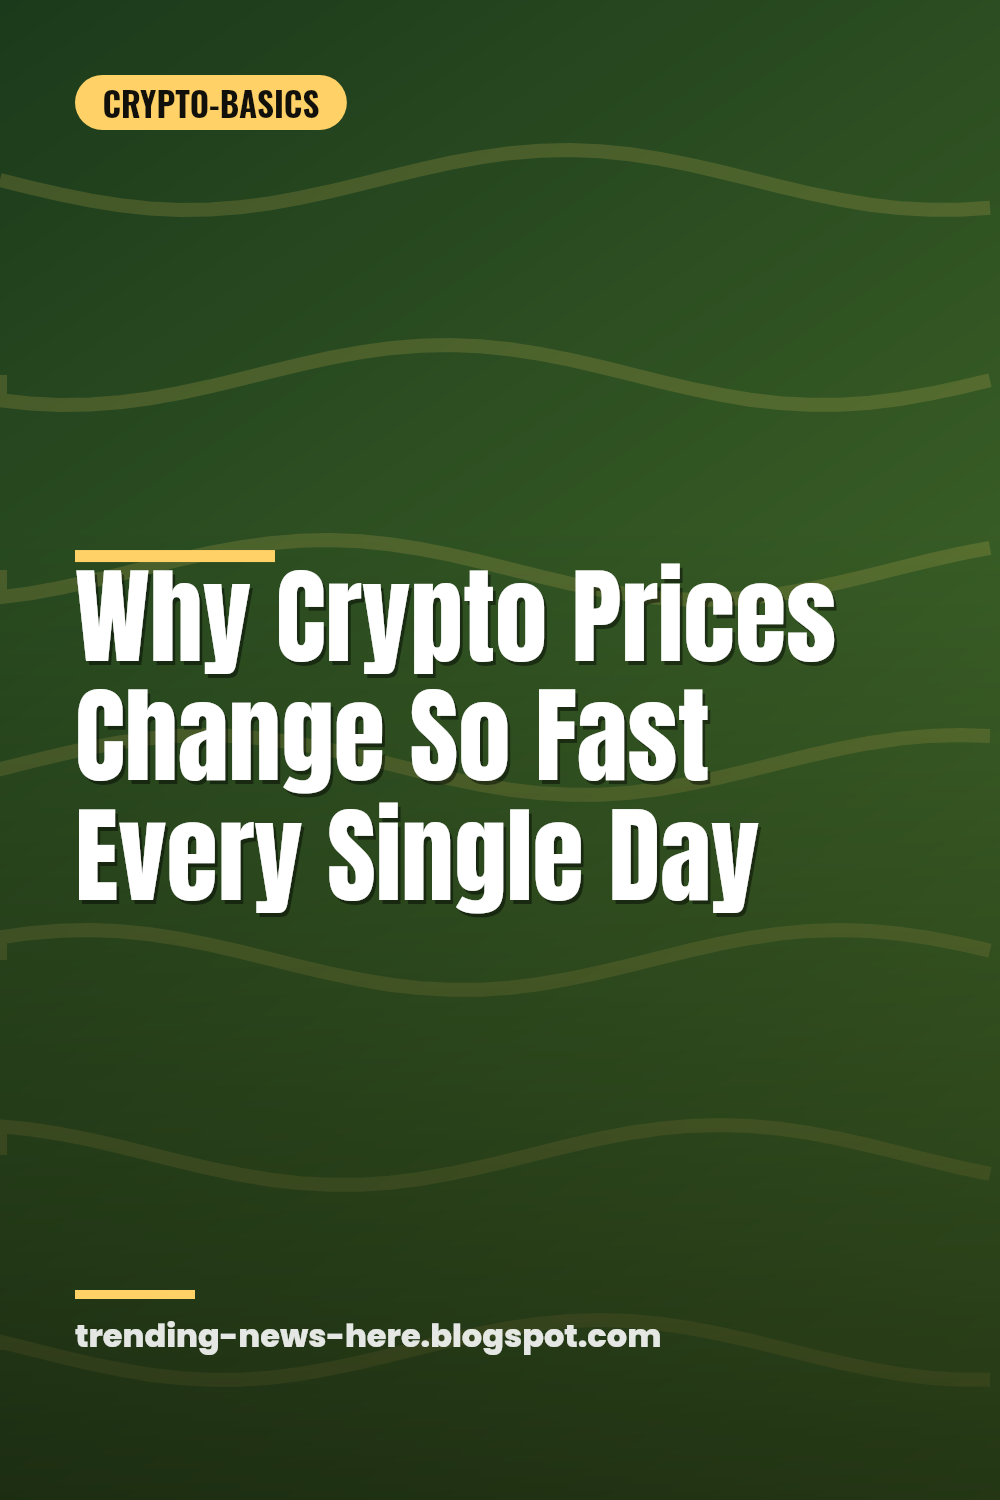 CRYPTO-BASICS
Why Crypto Prices
Change So Fast
Every Single Day
trending-news-here.blogspot.com